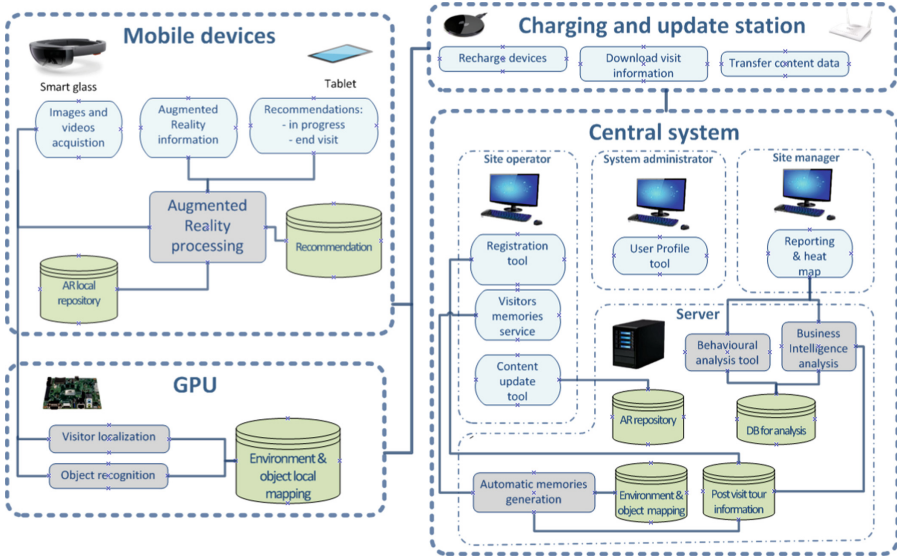 Mobile devices
Smart glass
Tablet
Images and
videos
acquistion
Augmented
Reality
information
Recommendations:
- in progress
- end visit
Augmented
Reality
processing
Recommendation
AR local
repository
GPU
Visitor localization
Object recognition
Environment &
object local
mapping
Charging and update station
Recharge devices
Download visit
information
Transfer content data
Central system
Site operator
System administrator
Site manager
Registration
tool
User Profile
tool
Reporting
& heat
map
Visitors
memories
service
Content
update
tool
Server
Behavioural
analysis tool
Business
Intelligence
analysis
AR repository
DB for analysis
Automatic memories
generation
Environment &
object mapping
Post visit tour
information